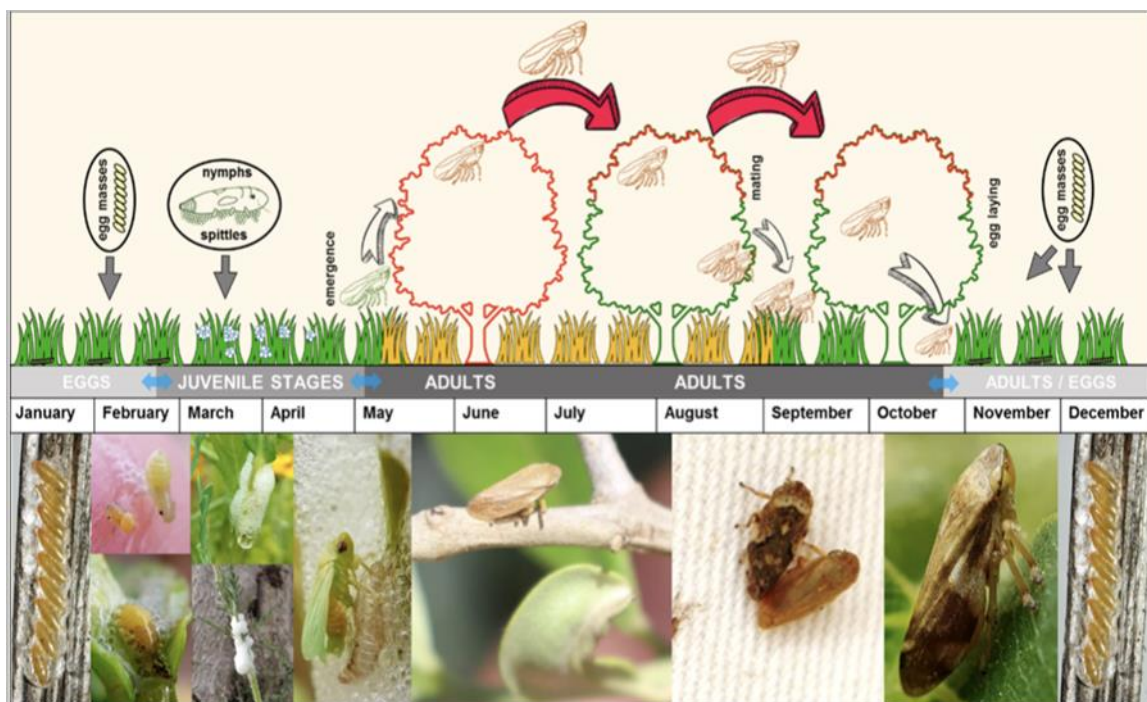 egg masses
nymphs
spittles
emergence
mating
egg laying
egg masses
EGGS
JUVENILE STAGES
ADULTS
ADULTS
ADULTS / EGGS
January
February
March
April
May
June
July
August
September
October
November
December